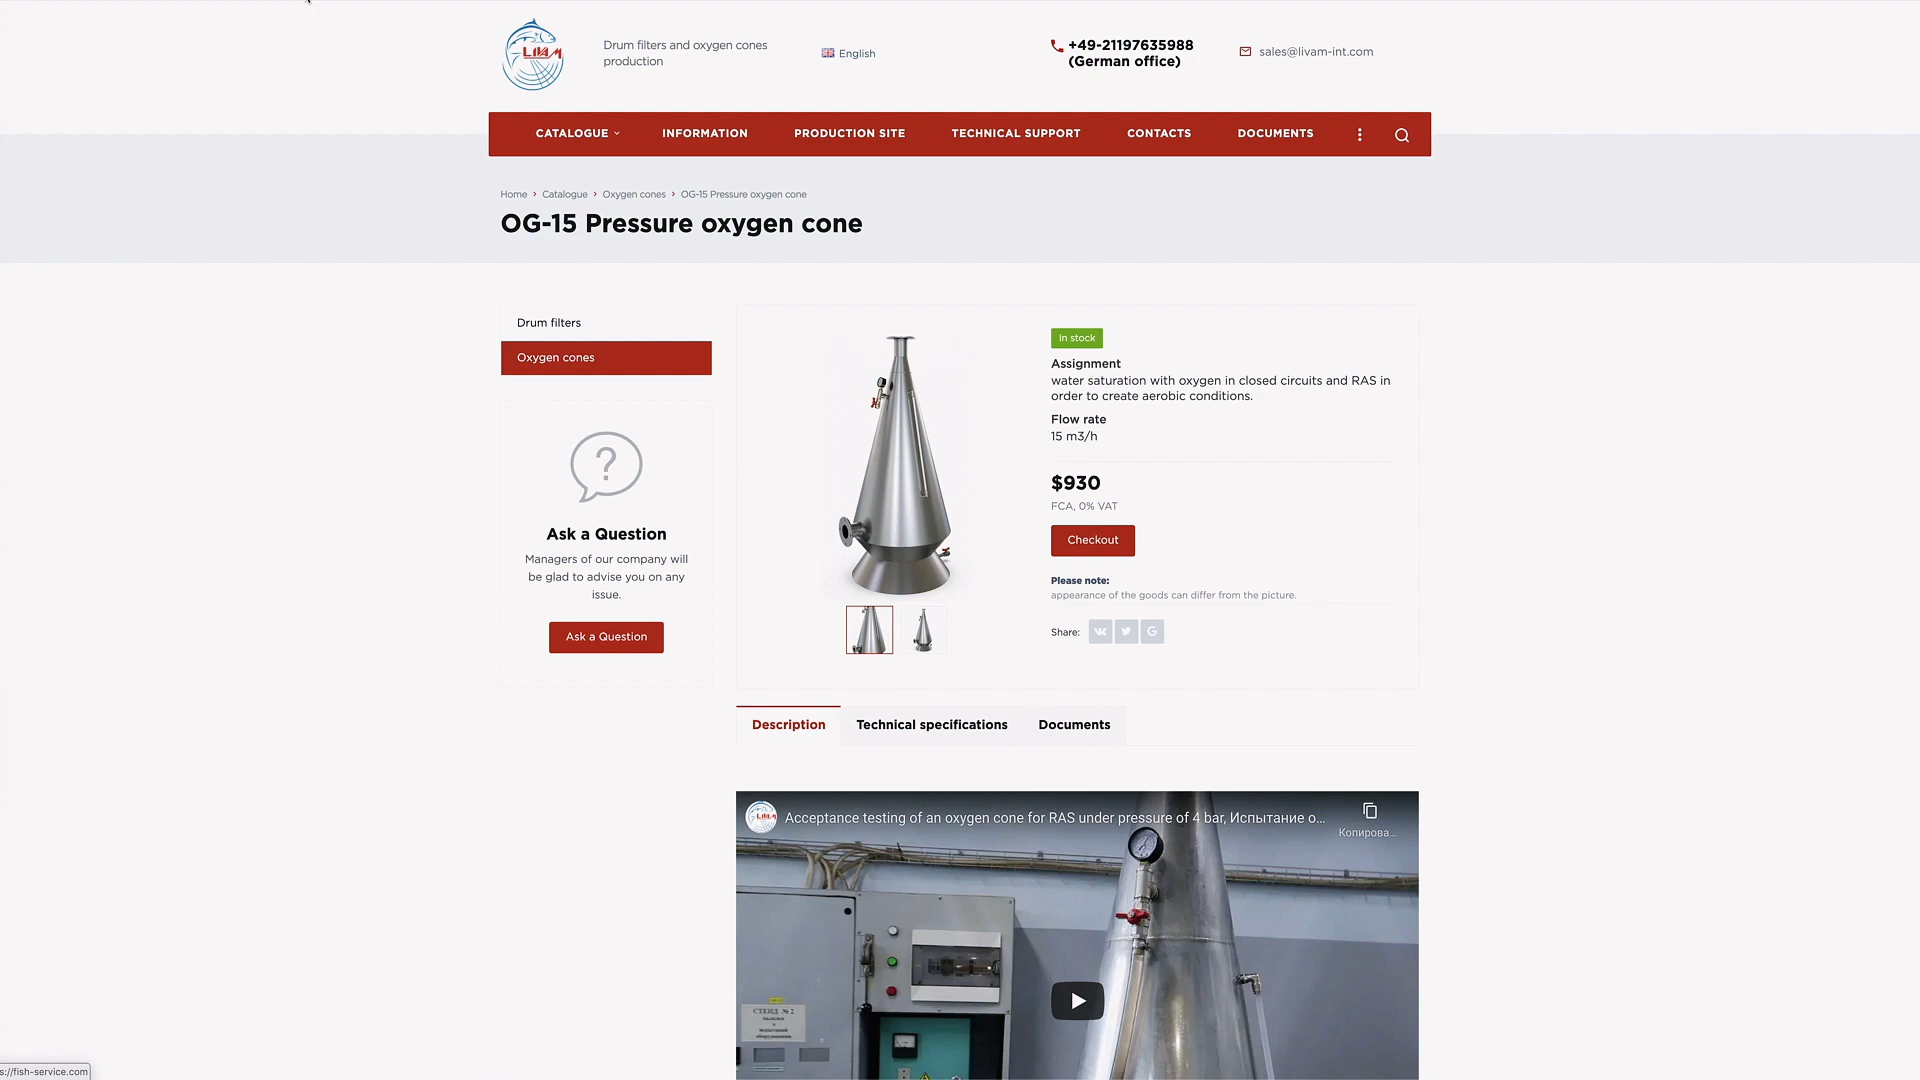 LIVAM
Drum filters and oxygen cones
production
English
+49-21197635988
(German office)
sales@livam-int.com
CATALOGUE
INFORMATION
PRODUCTION SITE
TECHNICAL SUPPORT
CONTACTS
DOCUMENTS
Home › Catalogue › Oxygen cones › OG-15 Pressure oxygen cone
OG-15 Pressure oxygen cone
Drum filters
Oxygen cones
?
Ask a Question
Managers of our company will
be glad to advise you on any
issue.
Ask a Question
In stock
Assignment
water saturation with oxygen in closed circuits and RAS in
order to create aerobic conditions.
Flow rate
15 m3/h
$930
FCA, 0% VAT
Checkout
Please note:
appearance of the goods can differ from the picture.
Share:
Description
Technical specifications
Documents
LIVAM
Acceptance testing of an oxygen cone for RAS under pressure of 4 bar, Испытание о...
Копирова...
СТЕНД № 2
s://fish-service.com